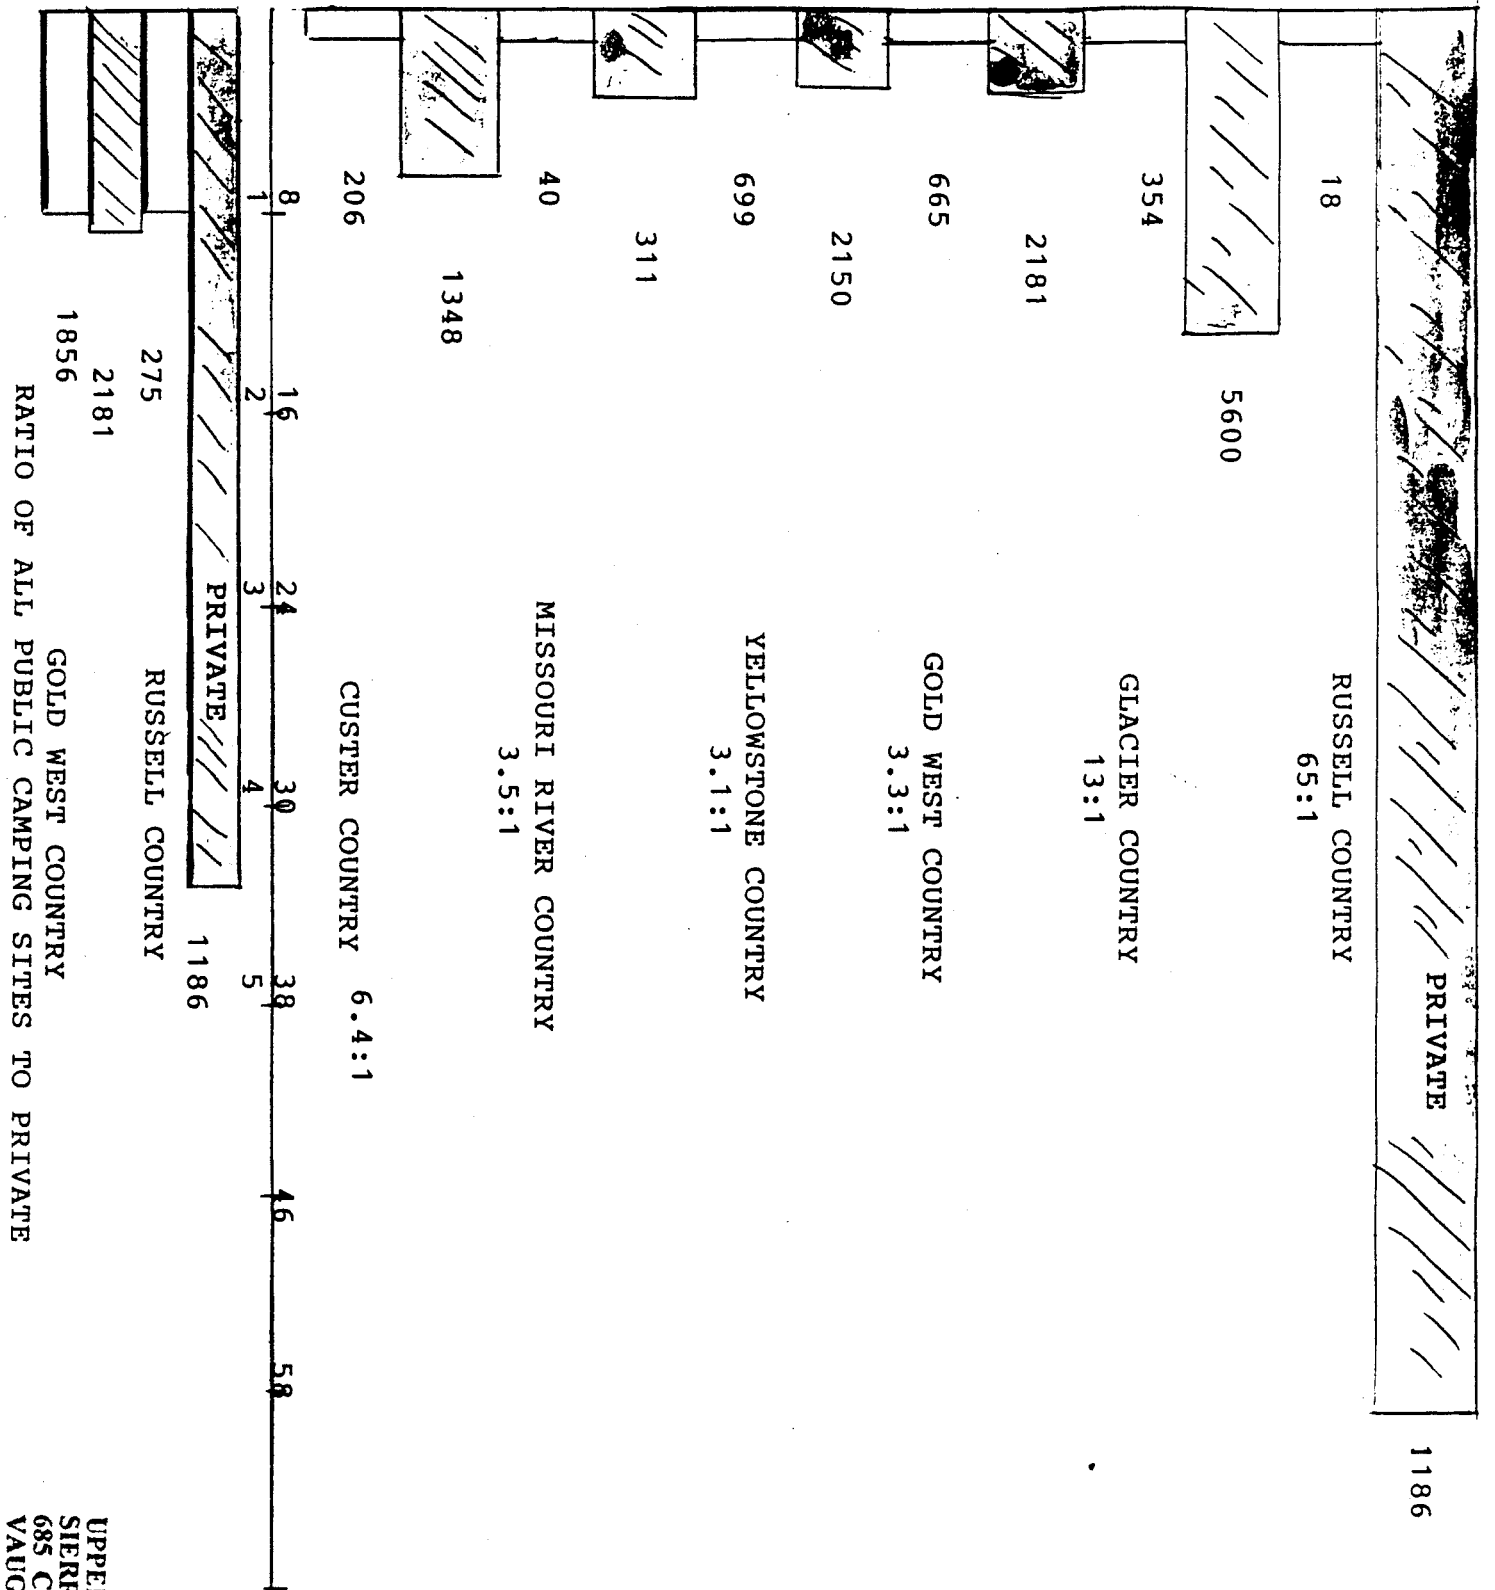 1186
PRIVATE
18
RUSSELL COUNTRY
65:1
5600
354
GLACIER COUNTRY
13:1
2181
665
GOLD WEST COUNTRY
3.3:1
2150
699
YELLOWSTONE COUNTRY
3.1:1
311
40
MISSOURI RIVER COUNTRY
3.5:1
1348
206
CUSTER COUNTRY 6.4:1
8 16 24 30 38 46 58
1 2 3 4 5
PRIVATE 1186
275
RUSSELL COUNTRY
2181
1856
GOLD WEST COUNTRY
RATIO OF ALL PUBLIC CAMPING SITES TO PRIVATE
685 C